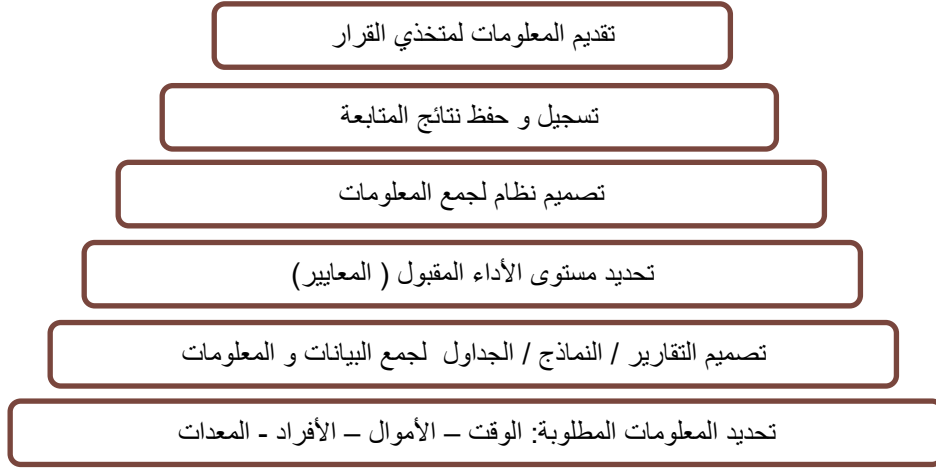 تقديم المعلومات لمتخذي القرار
تسجيل و حفظ نتائج المتابعة
تصميم نظام لجمع المعلومات
تحديد مستوى الأداء المقبول ( المعايير)
تصميم التقارير / النماذج / الجداول لجمع البيانات و المعلومات
تحديد المعلومات المطلوبة: الوقت – الأموال – الأفراد - المعدات